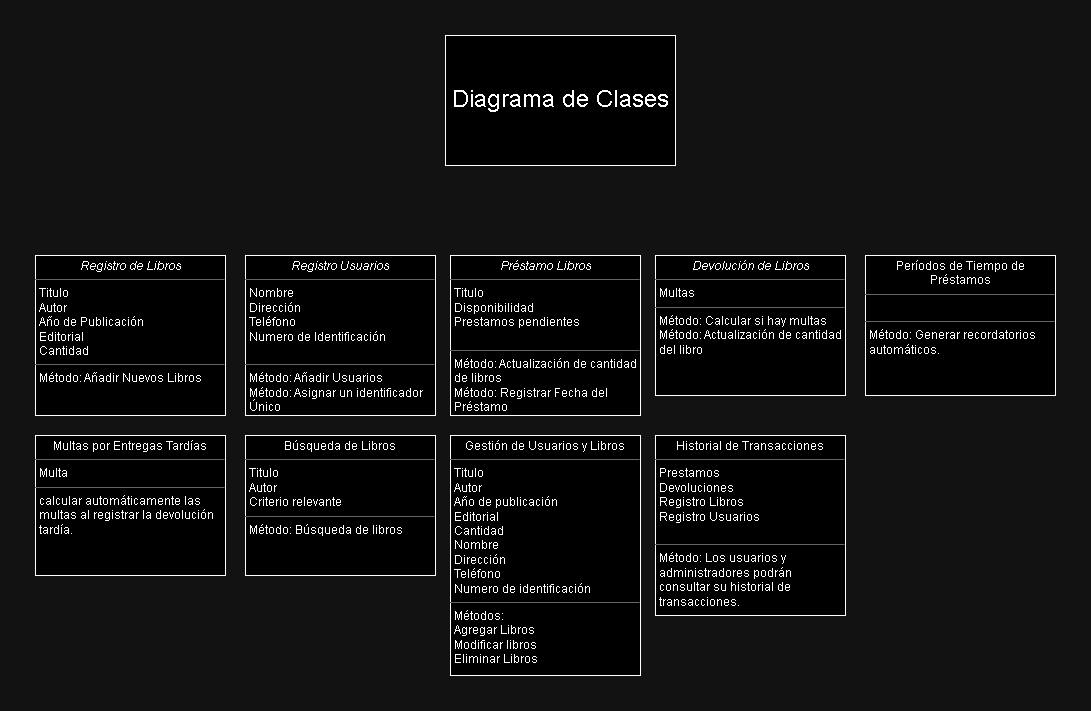 Diagrama de Clases
Registro de Libros
Titulo
Autor
Año de Publicación
Editorial
Cantidad
Método: Añadir Nuevos Libros
Registro Usuarios
Nombre
Dirección
Teléfono
Numero de Identificación
Método: Añadir Usuarios
Método: Asignar un identificador
Único
Préstamo Libros
Titulo
Disponibilidad
Prestamos pendientes
Método: Actualización de cantidad
de libros
Método: Registrar Fecha del
Préstamo
Devolución de Libros
Multas
Método: Calcular si hay multas
Método: Actualización de cantidad
del libro
Períodos de Tiempo de
Préstamos
Método: Generar recordatorios
automáticos.
Multas por Entregas Tardías
Multa
calcular automáticamente las
multas al registrar la devolución
tardía.
Búsqueda de Libros
Titulo
Autor
Criterio relevante
Método: Búsqueda de libros
Gestión de Usuarios y Libros
Titulo
Autor
Año de publicación
Editorial
Cantidad
Nombre
Dirección
Teléfono
Numero de identificación
Métodos:
Agregar Libros
Modificar libros
Eliminar Libros
Historial de Transacciones
Prestamos
Devoluciones
Registro Libros
Registro Usuarios
Método: Los usuarios y
administradores podrán
consultar su historial de
transacciones.